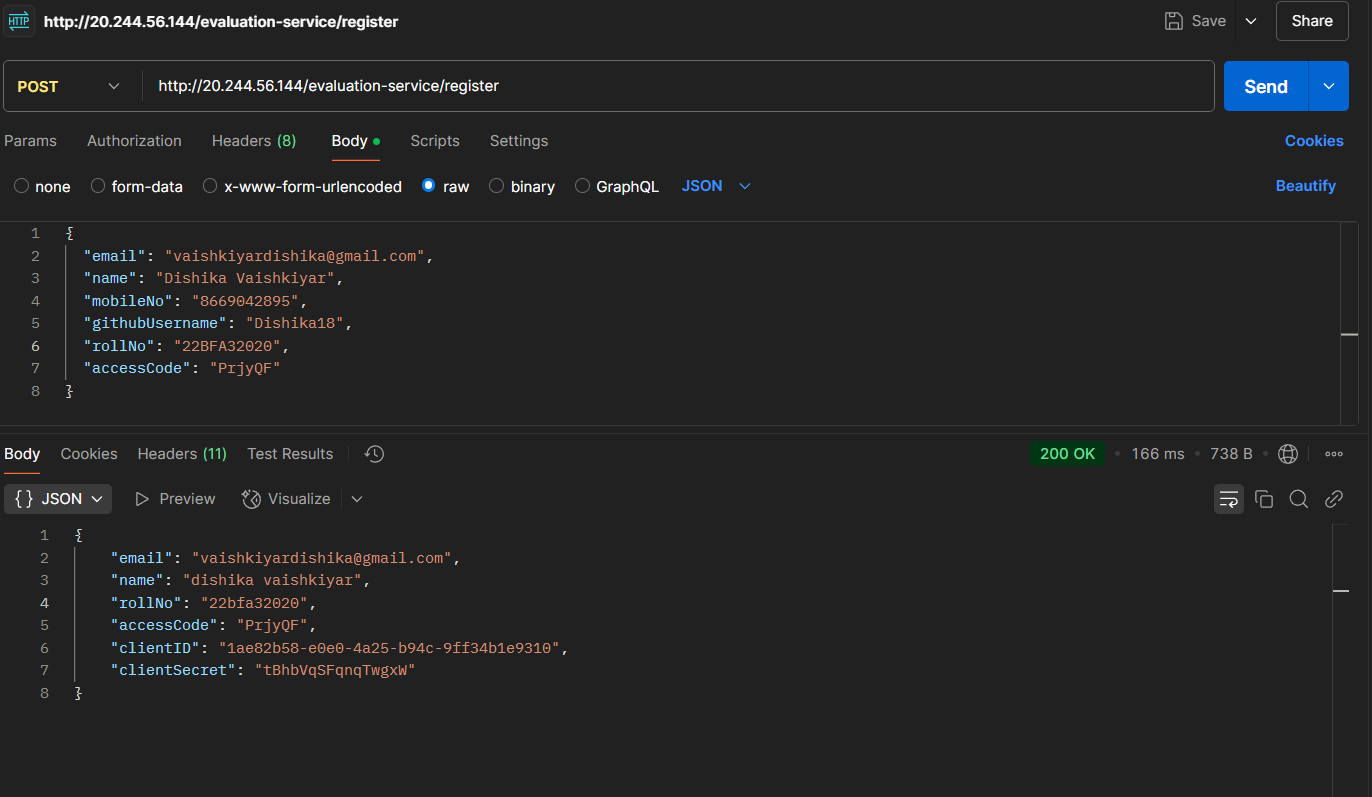 HTTP http://20.244.56.144/evaluation-service/register Save Share
POST http://20.244.56.144/evaluation-service/register Send
Params Authorization Headers (8) Body Scripts Settings Cookies
none form-data x-www-form-urlencoded raw binary GraphQL JSON Beautify
1 {
2 "email": "vaishkiyardishika@gmail.com",
3 "name": "Dishika Vaishkiyar",
4 "mobileNo": "8669042895",
5 "githubUsername": "Dishika18",
6 "rollNo": "22BFA32020",
7 "accessCode": "PrjyQF"
8 }
Body Cookies Headers (11) Test Results 200 OK • 166 ms • 738 B •
{} JSON Preview Visualize
1 {
2 "email": "vaishkiyardishika@gmail.com",
3 "name": "dishika vaishkiyar",
4 "rollNo": "22bfa32020",
5 "accessCode": "PrjyQF",
6 "clientID": "1ae82b58-e0e0-4a25-b94c-9ff34b1e9310",
7 "clientSecret": "tBhbVqSFqnqTwgxW"
8 }